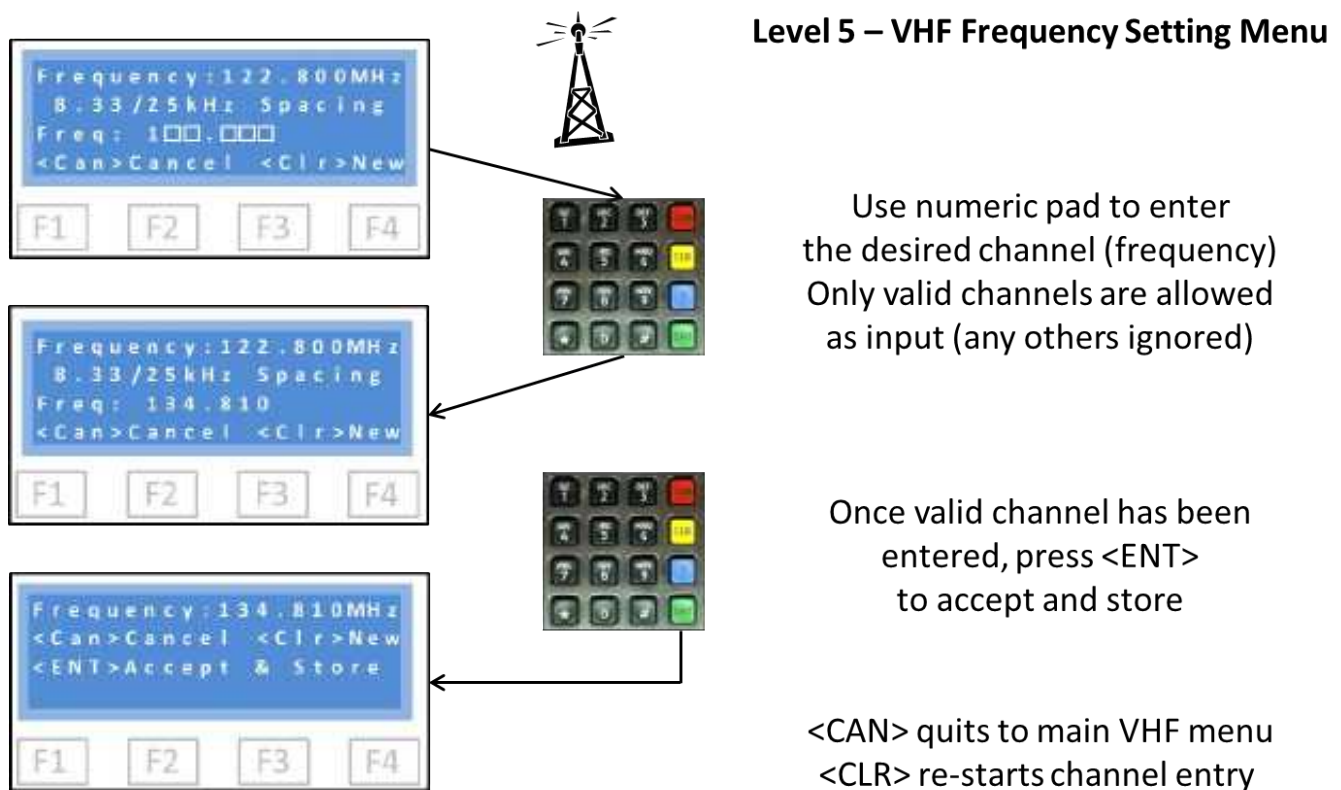 Level 5 – VHF Frequency Setting Menu
Frequency:122.800MHz
8.33/25kHz Spacing
Freq: 1□□.□□□
<Can>Cancel <Clr>New
F1 F2 F3 F4
Use numeric pad to enter
the desired channel (frequency)
Only valid channels are allowed
as input (any others ignored)
Frequency:122.800MHz
8.33/25kHz Spacing
Freq: 134.810
<Can>Cancel <Clr>New
F1 F2 F3 F4
Once valid channel has been
entered, press <ENT>
to accept and store
Frequency:134.810MHz
<Can>Cancel <Clr>New
<ENT>Accept & Store
F1 F2 F3 F4
<CAN> quits to main VHF menu
<CLR> re-starts channel entry